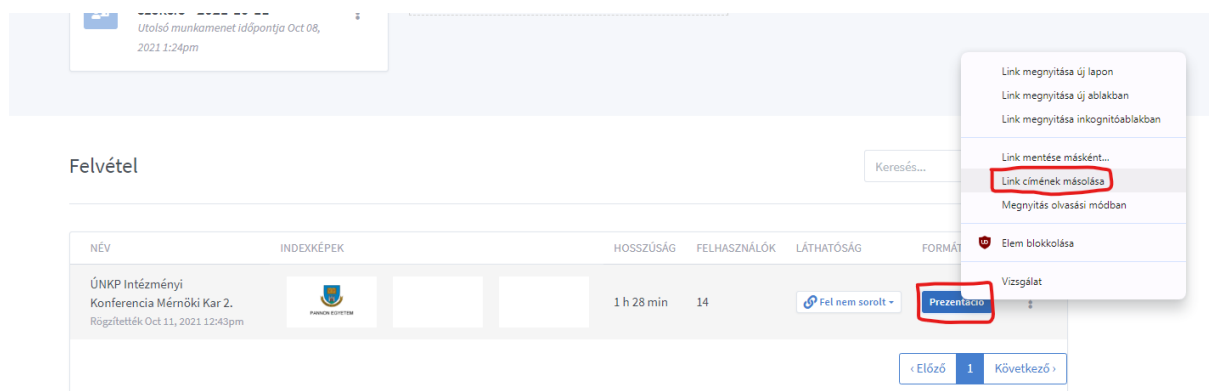 Utolsó munkamenet időpontja Oct 08,
2021 1:24pm
Link megnyitása új lapon
Link megnyitása új ablakban
Link megnyitása inkognitóablakban
Link mentése másként...
Link címének másolása
Megnyitás olvasási módban
Elem blokkolása
Vizsgálat
Felvétel
Keresés...
NÉV INDEXKÉPEK HOSSZÚSÁG FELHASZNÁLÓK LÁTHATÓSÁG
ÚNKP Intézményi
Konferencia Mérnöki Kar 2.
Rögzítették Oct 11, 2021 12:43pm
PANNON EGYETEM
1 h 28 min 14 Fel nem sorolt Prezentáció
‹ Előző 1 Következő ›